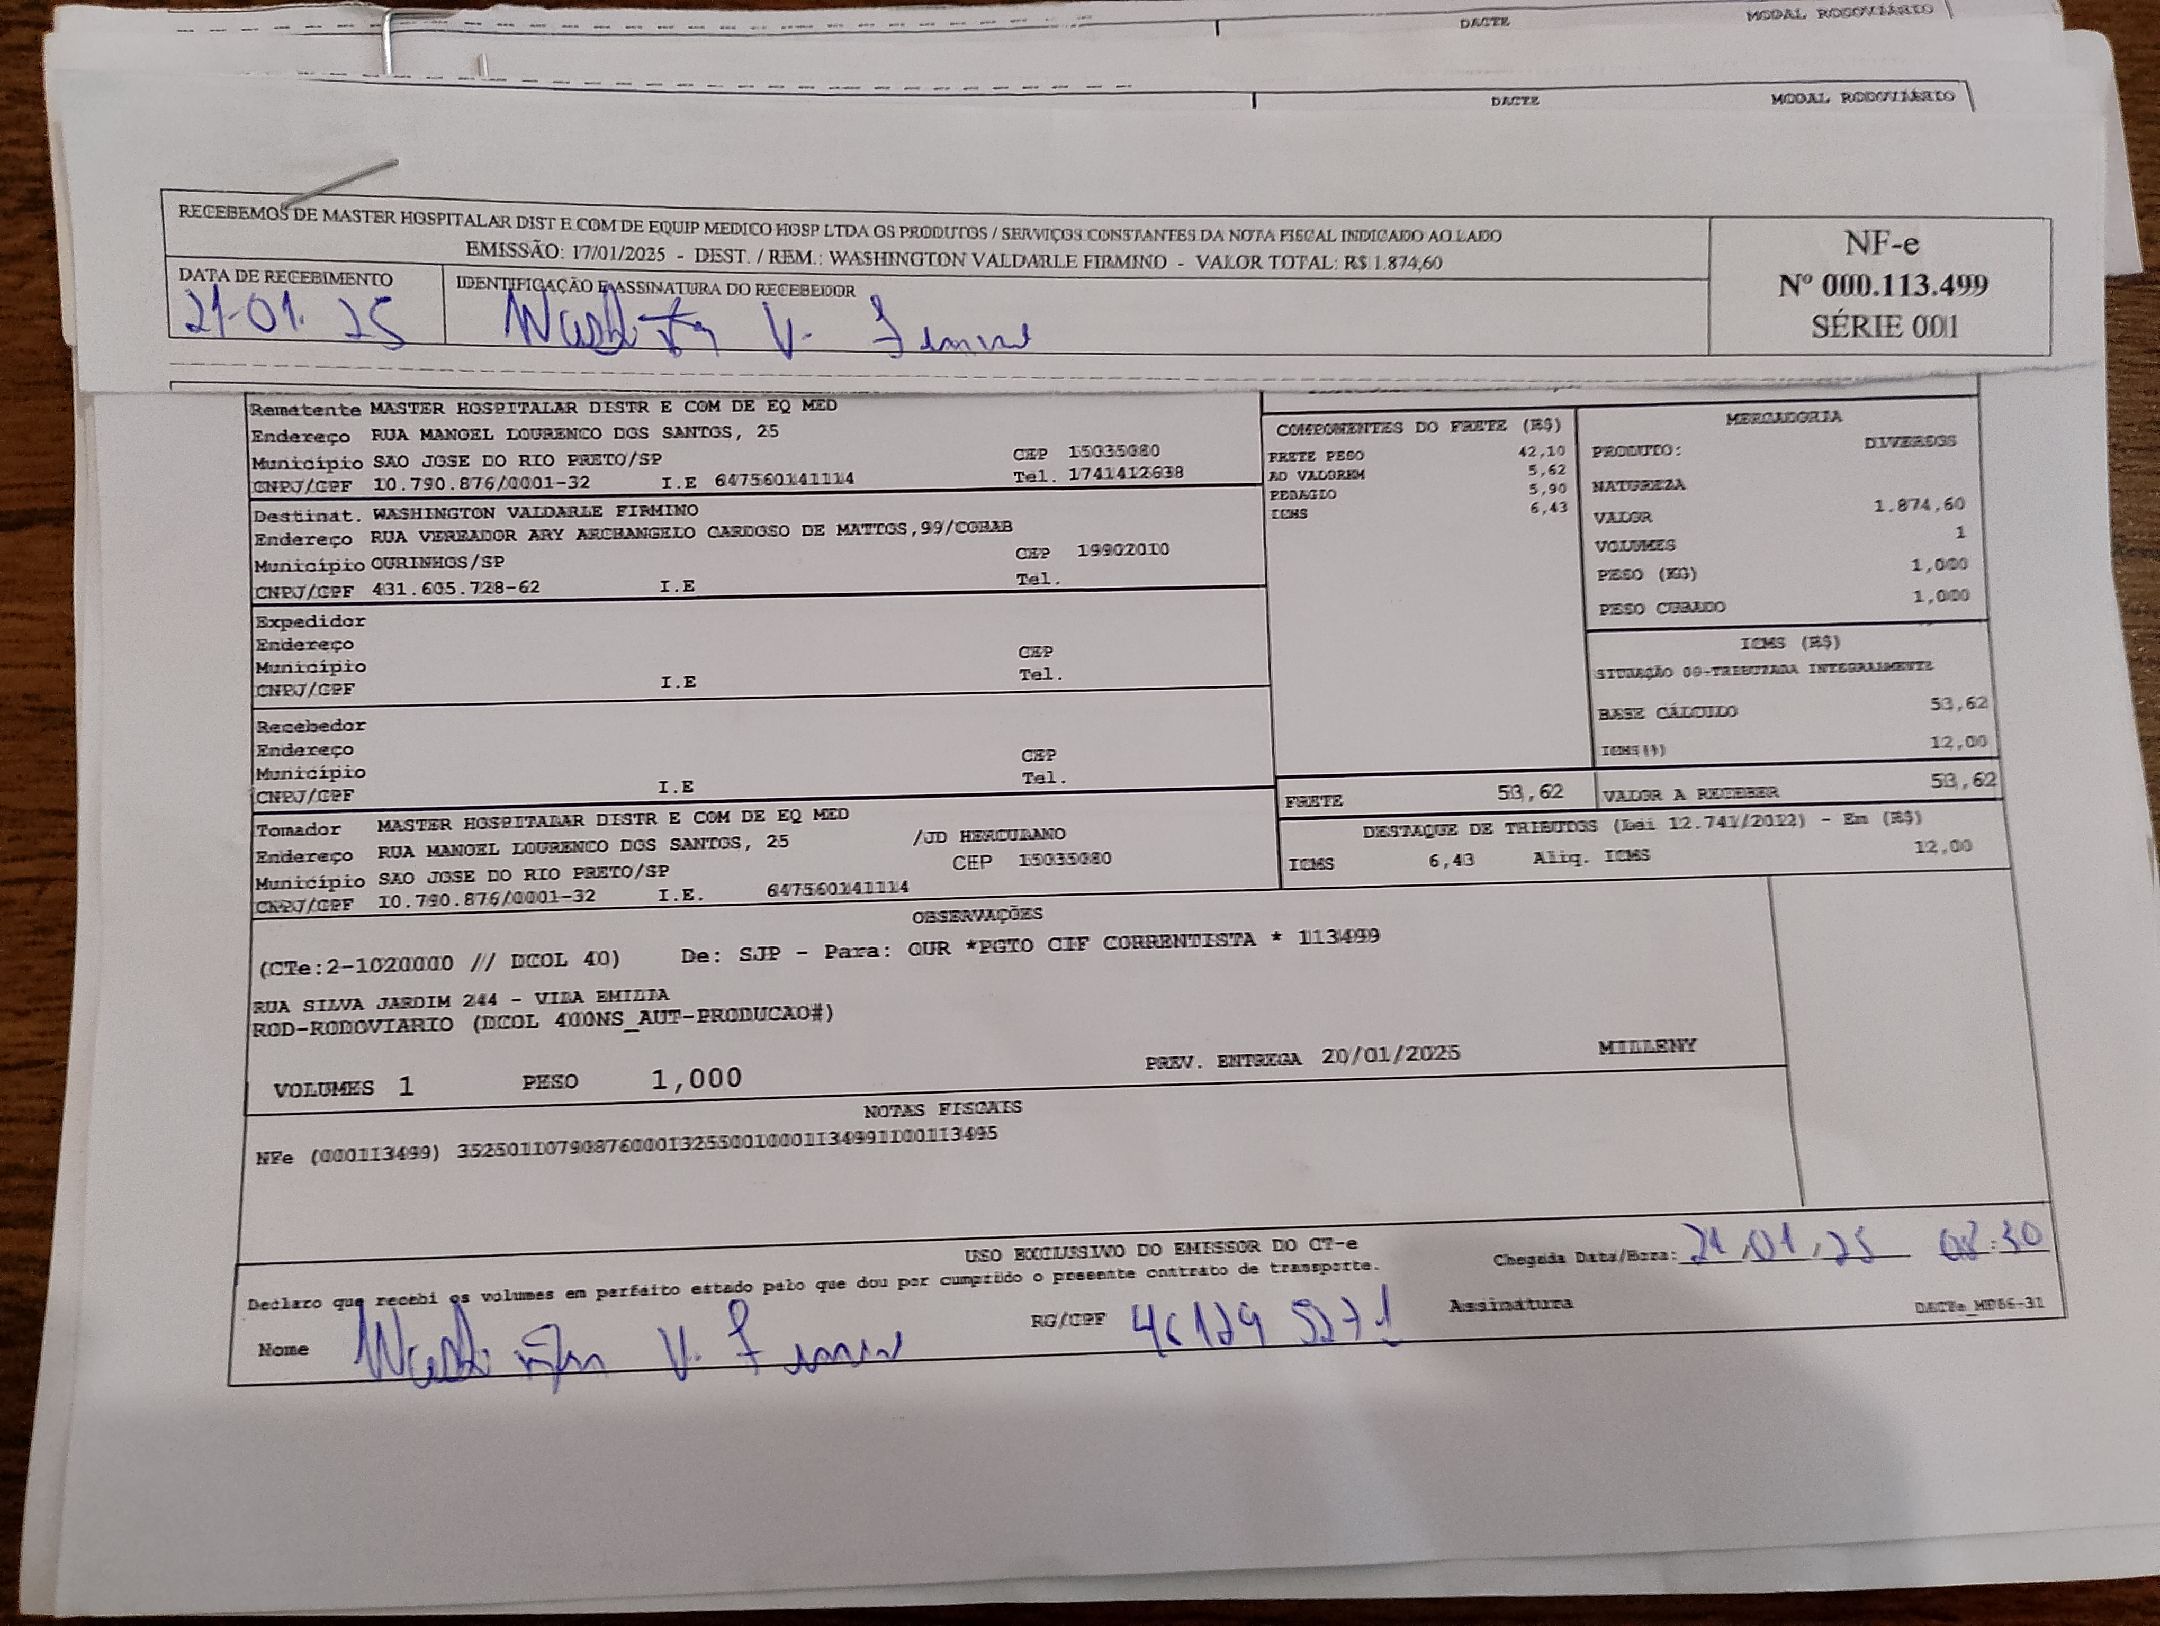 DACTE MODAL RODOVIÁRIO
DACTE MODAL RODOVIÁRIO
RECEBEMOS DE MASTER HOSPITALAR DIST E COM DE EQUIP MEDICO HOSP LTDA OS PRODUTOS / SERVIÇOS CONSTANTES DA NOTA FISCAL INDICADO AO LADO
EMISSÃO: 17/01/2025 - DEST. / REM.: WASHINGTON VALDARLE FIRMINO - VALOR TOTAL: R$ 1.874,60
NF-e
Nº 000.113.499
SÉRIE 001
DATA DE RECEBIMENTO
21-01.25
IDENTIFICAÇÃO E ASSINATURA DO RECEBEDOR
Remetente MASTER HOSPITALAR DISTR E COM DE EQ MED
Endereço RUA MANOEL LOURENCO DOS SANTOS, 25
Município SAO JOSE DO RIO PRETO/SP CEP 15035080
CNPJ/CPF 10.790.876/0001-32 I.E 647560141114 Tel. 1741412638
Destinat. WASHINGTON VALDARLE FIRMINO
Endereço RUA VEREADOR ARY ARCHANGELO CARDOSO DE MATTOS,99/COHAB
Município OURINHOS/SP CEP 19902010
CNPJ/CPF 431.605.728-62 I.E Tel.
Expedidor
Endereço
Município CEP
CNPJ/CPF I.E Tel.
Recebedor
Endereço
Município CEP
CNPJ/CPF I.E Tel.
Tomador MASTER HOSPITALAR DISTR E COM DE EQ MED
Endereço RUA MANOEL LOURENCO DOS SANTOS, 25 /JD HERCULANO
Município SAO JOSE DO RIO PRETO/SP CEP 15035080
CNPJ/CPF 10.790.876/0001-32 I.E. 647560141114
COMPONENTES DO FRETE (R$)
FRETE PESO 42,10
AD VALOREM 5,62
PEDAGIO 5,90
ICMS 6,43
MERCADORIA
PRODUTO: DIVERSOS
NATUREZA
VALOR 1.874,60
VOLUMES 1
PESO (KG) 1,000
PESO CUBADO 1,000
ICMS (R$)
SITUAÇÃO 00-TRIBUTADA INTEGRALMENTE
BASE CÁLCULO 53,62
ICMS(%) 12,00
FRETE 53,62 VALOR A RECEBER 53,62
DESTAQUE DE TRIBUTOS (Lei 12.741/2012) - Em (R$)
ICMS 6,43 Aliq. ICMS 12,00
OBSERVAÇÕES
(CTe:2-1020000 // DCOL 40) De: SJP - Para: OUR *PGTO CIF CORRENTISTA * 113499
RUA SILVA JARDIM 244 - VILA EMILIA
ROD-RODOVIARIO (DCOL 400NS_AUT-PRODUCAO#)
VOLUMES 1 PESO 1,000 PREV. ENTREGA 20/01/2025 MILLENY
NOTAS FISCAIS
NFe (000113499) 35250110790876000132550010001134991100113495
USO EXCLUSSIVO DO EMISSOR DO CT-e
Declaro que recebi os volumes em perfeito estado pelo que dou por cumprido o presente contrato de transporte.
Chegada Data/Hora: 21/01/25 08:30
Nome
RG/CPF 46129 5271
Assinatura
DACTe_MP66-31